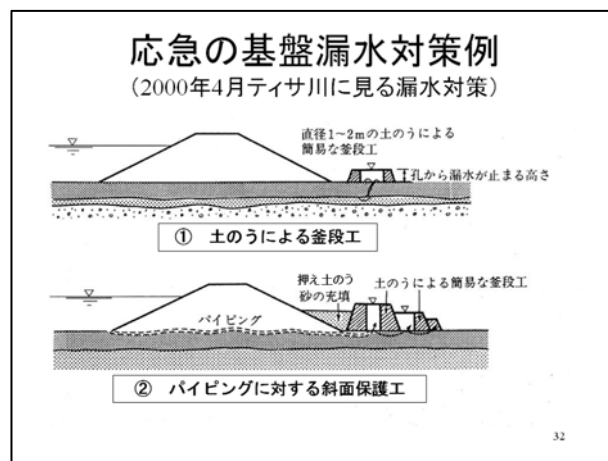 応急の基盤漏水対策例
（2000年4月ティサ川に見る漏水対策）
直径1～2mの土のうによる
簡易な釜段工
孔から漏水が止まる高さ
① 土のうによる釜段工
押え土のう
砂の充填
土のうによる簡易な釜段工
パイピング
② パイピングに対する斜面保護工
32